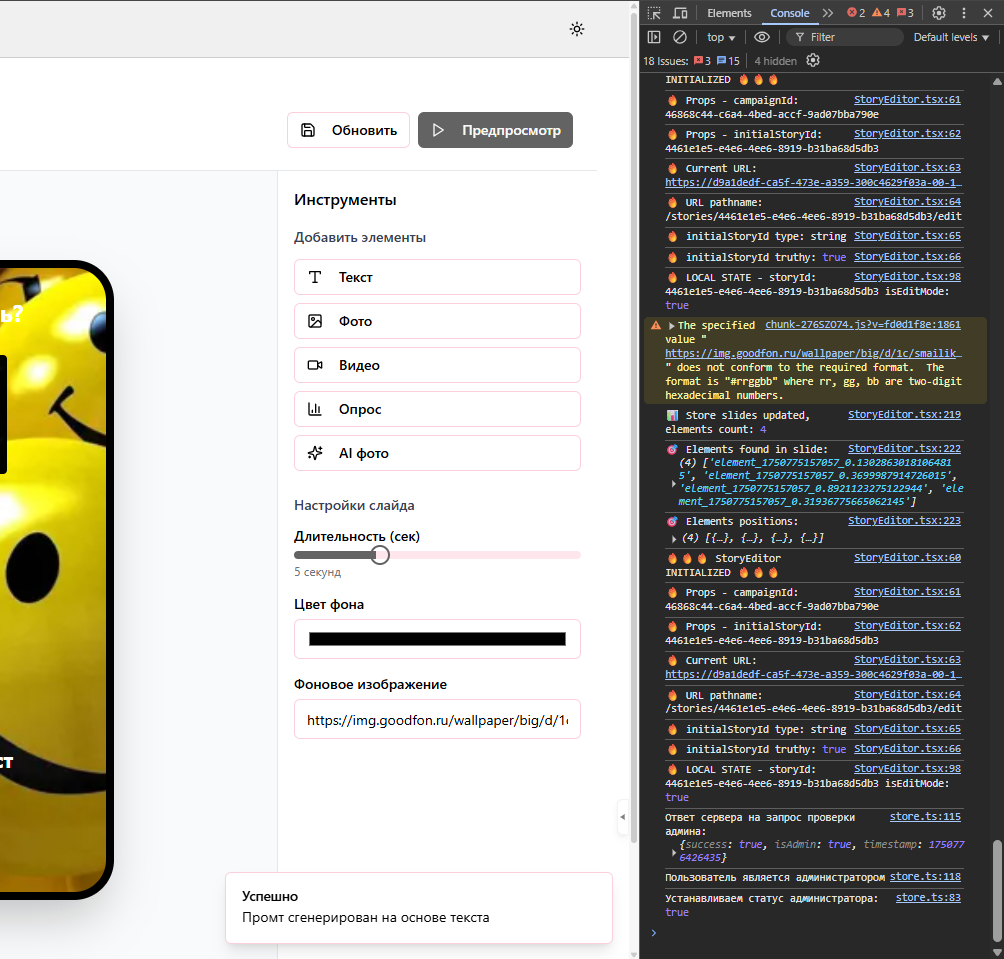 Обновить
Предпросмотр
Инструменты
Добавить элементы
Текст
Фото
Видео
Опрос
AI фото
Настройки слайда
Длительность (сек)
5 секунд
Цвет фона
Фоновое изображение
https://img.goodfon.ru/wallpaper/big/d/1
ь?
ст
Успешно
Промт сгенерирован на основе текста
Elements
Console
2
4
3
top
Filter
Default levels
18 Issues:
3
15
4 hidden
INITIALIZED 🔥 🔥 🔥
🔥 Props - campaignId: StoryEditor.tsx:61
46868c44-c6a4-4bed-accf-9ad07bba790e
🔥 Props - initialStoryId: StoryEditor.tsx:62
4461e1e5-e4e6-4ee6-8919-b31ba68d5db3
🔥 Current URL: StoryEditor.tsx:63
https://d9a1dedf-ca5f-473e-a359-300c4629f03a-00-1…
🔥 URL pathname: StoryEditor.tsx:64
/stories/4461e1e5-e4e6-4ee6-8919-b31ba68d5db3/edit
🔥 initialStoryId type: string StoryEditor.tsx:65
🔥 initialStoryId truthy: true StoryEditor.tsx:66
🔥 LOCAL STATE - storyId: StoryEditor.tsx:98
4461e1e5-e4e6-4ee6-8919-b31ba68d5db3 isEditMode:
true
The specified chunk-276SZO74.js?v=fd0d1f8e:1861
value "
https://img.goodfon.ru/wallpaper/big/d/1c/smailik…
" does not conform to the required format. The
format is "#rrggbb" where rr, gg, bb are two-digit
hexadecimal numbers.
📊 Store slides updated, StoryEditor.tsx:219
elements count: 4
🎯 Elements found in slide: StoryEditor.tsx:222
(4) ['element_1750775157057_0.1302863018106481
5', 'element_1750775157057_0.3699987914726015',
'element_1750775157057_0.8921123275122944', 'ele
ment_1750775157057_0.31936775665062145']
🎯 Elements positions: StoryEditor.tsx:223
(4) [{…}, {…}, {…}, {…}]
🔥 🔥 🔥 StoryEditor StoryEditor.tsx:60
INITIALIZED 🔥 🔥 🔥
🔥 Props - campaignId: StoryEditor.tsx:61
46868c44-c6a4-4bed-accf-9ad07bba790e
🔥 Props - initialStoryId: StoryEditor.tsx:62
4461e1e5-e4e6-4ee6-8919-b31ba68d5db3
🔥 Current URL: StoryEditor.tsx:63
https://d9a1dedf-ca5f-473e-a359-300c4629f03a-00-1…
🔥 URL pathname: StoryEditor.tsx:64
/stories/4461e1e5-e4e6-4ee6-8919-b31ba68d5db3/edit
🔥 initialStoryId type: string StoryEditor.tsx:65
🔥 initialStoryId truthy: true StoryEditor.tsx:66
🔥 LOCAL STATE - storyId: StoryEditor.tsx:98
4461e1e5-e4e6-4ee6-8919-b31ba68d5db3 isEditMode:
true
Ответ сервера на запрос проверки store.ts:115
админа:
{success: true, isAdmin: true, timestamp: 175077
6426435}
Пользователь является администратором store.ts:118
Устанавливаем статус администратора: store.ts:83
true